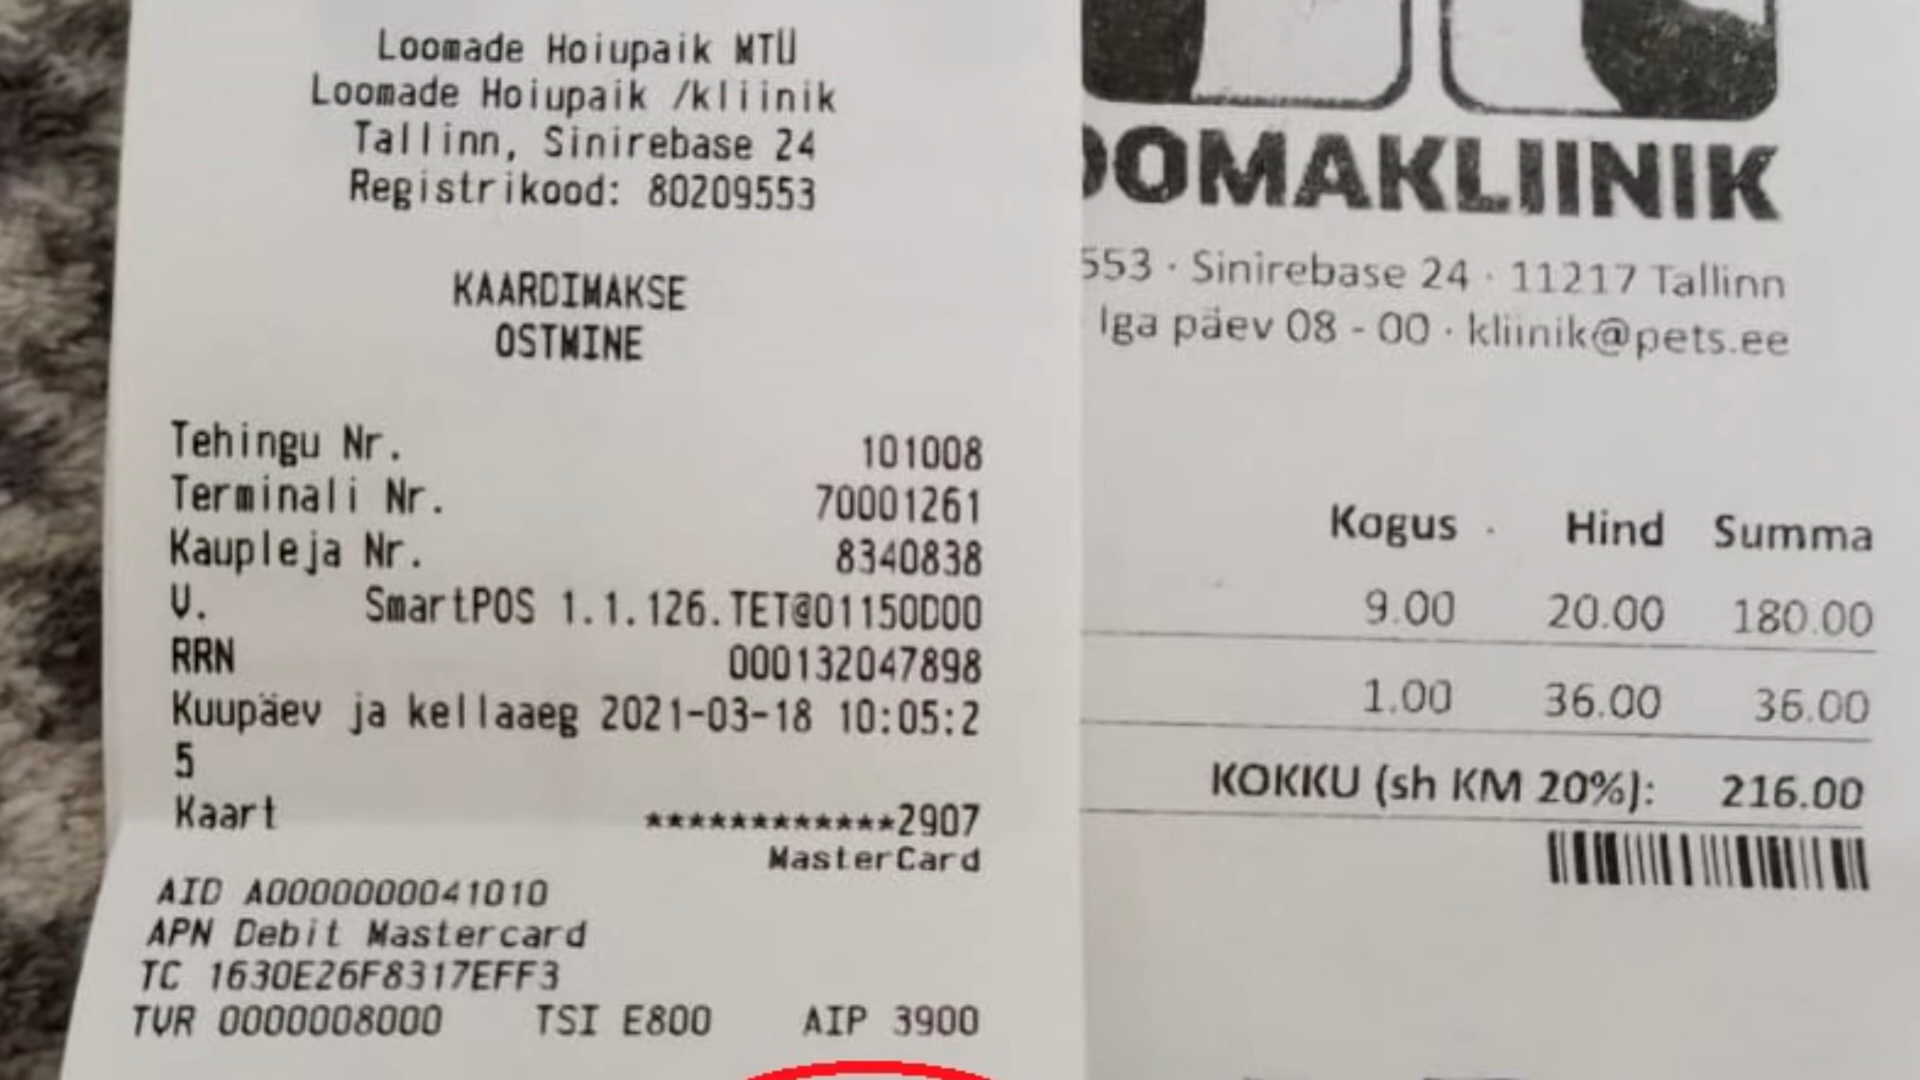 Loomade Hoiupaik MTÜ
Loomade Hoiupaik /kliinik
Tallinn, Sinirebase 24
Registrikood: 80209553
KAARDIMAKSE
OSTMINE
Tehingu Nr. 101008
Terminali Nr. 70001261
Kaupleja Nr. 8340838
V. SmartPOS 1.1.126.TET@01150D00
RRN 000132047898
Kuupäev ja kellaaeg 2021-03-18 10:05:2
5
Kaart ************2907
MasterCard
AID A0000000041010
APN Debit Mastercard
TC 1630E26F8317EFF3
TVR 0000008000 TSI E800 AIP 3900
OOMAKLIINIK
553 · Sinirebase 24 · 11217 Tallinn
Iga päev 08 - 00 · kliinik@pets.ee
Kogus Hind Summa
9.00 20.00 180.00
1.00 36.00 36.00
KOKKU (sh KM 20%): 216.00